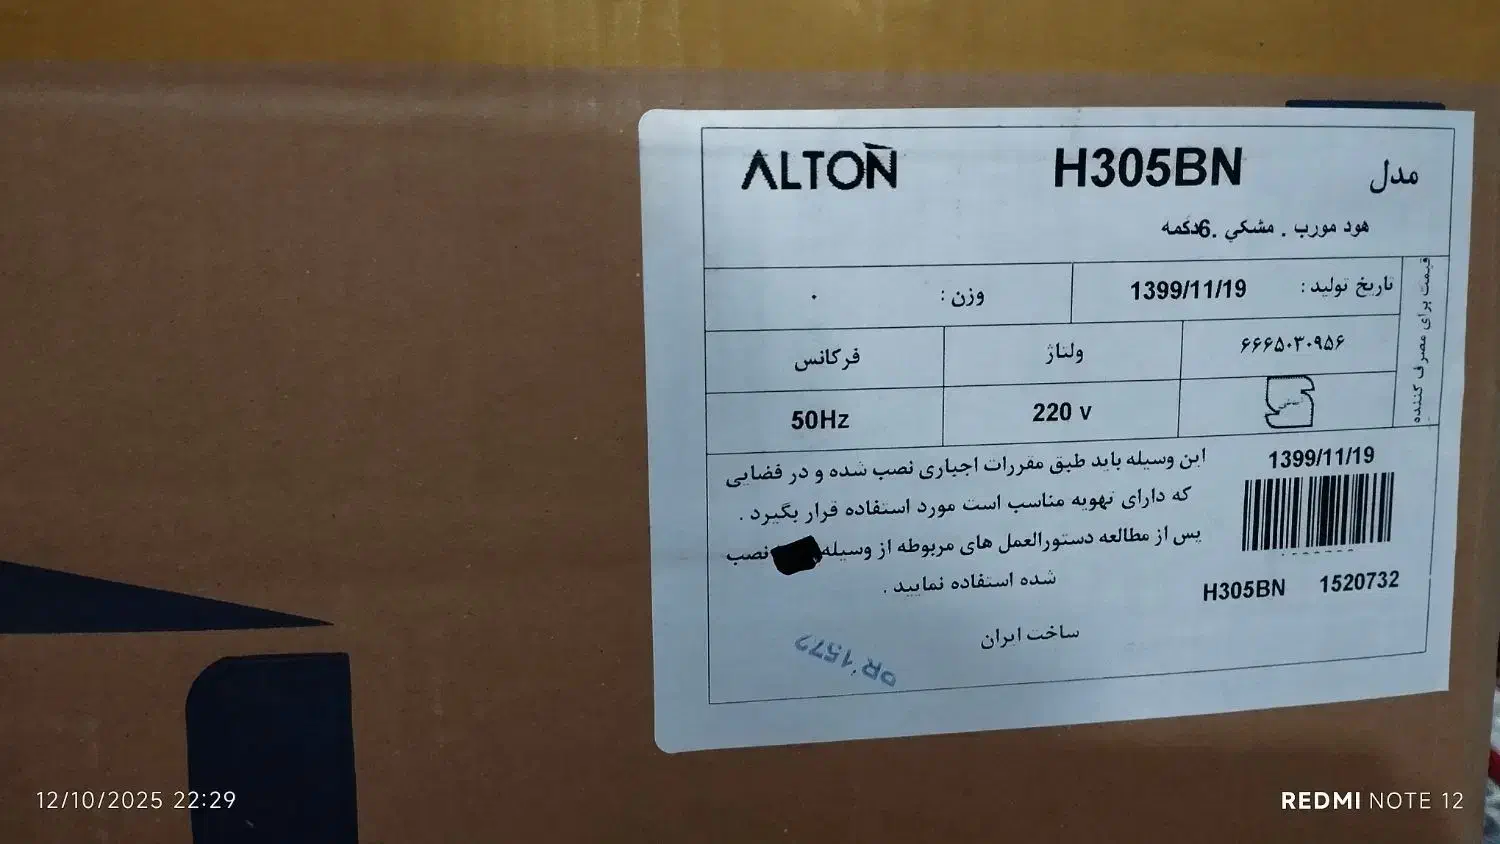 ALTON H305BN مدل
هود مورب . مشکي .6دکمه
تاریخ تولید : 1399/11/19
وزن : ۰
قیمت برای مصرف کننده
۶۶۶۵۰۳۰۹۵۶
ولتاژ
فرکانس
220 v
50Hz
این وسیله باید طبق مقررات اجباری نصب شده و در فضایی
که دارای تهویه مناسب است مورد استفاده قرار بگیرد .
پس از مطالعه دستورالعمل های مربوطه از وسیله نصب
شده استفاده نمایید .
1399/11/19
H305BN 1520732
ساخت ایران
OR 1572
12/10/2025 22:29
REDMI NOTE 12